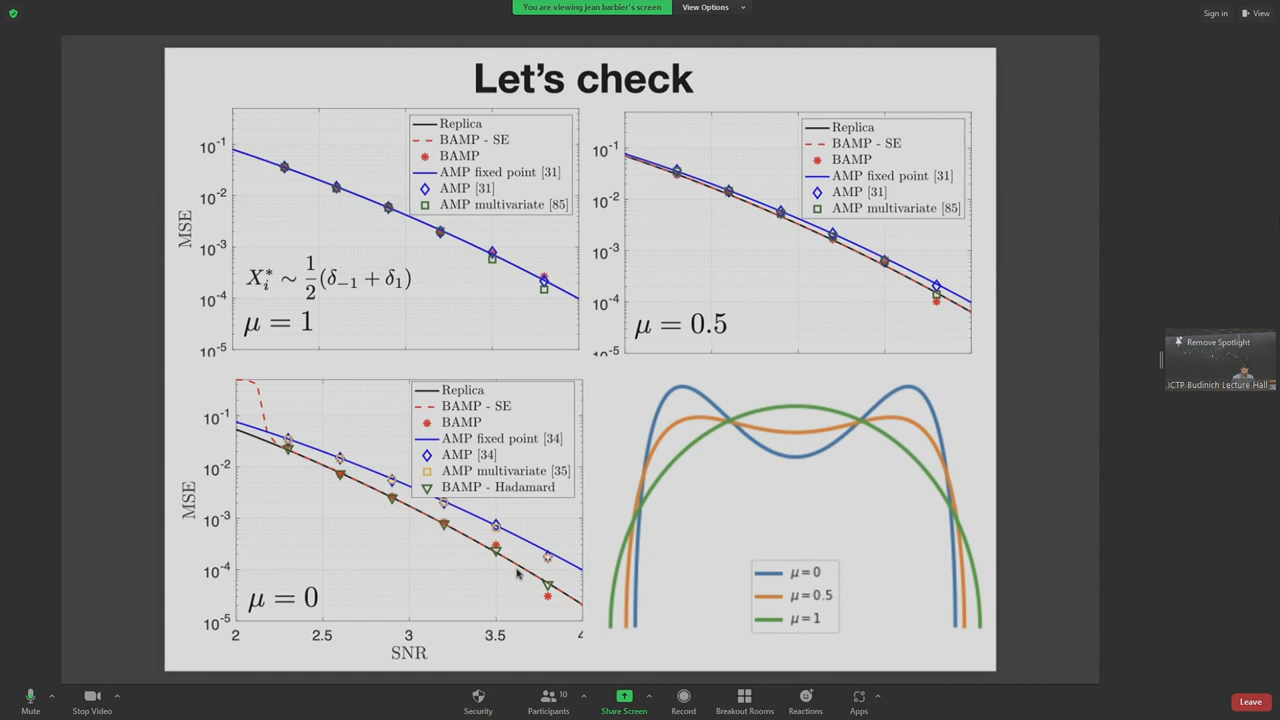 You are viewing jean barbier's screen
View Options
Sign in
View
Let's check
Replica
BAMP - SE
BAMP
AMP fixed point [31]
AMP [31]
AMP multivariate [85]
10^-1
10^-2
10^-3
10^-4
10^-5
MSE
X_i^* ∼ 1/2 (δ_{-1} + δ_1)
μ = 1
Replica
BAMP - SE
BAMP
AMP fixed point [31]
AMP [31]
AMP multivariate [85]
10^-1
10^-2
10^-3
10^-4
10^-5
μ = 0.5
Replica
BAMP - SE
BAMP
AMP fixed point [34]
AMP [34]
AMP multivariate [35]
BAMP - Hadamard
10^-1
10^-2
10^-3
10^-4
10^-5
MSE
μ = 0
2 2.5 3 3.5 4
SNR
μ = 0
μ = 0.5
μ = 1
Remove Spotlight
ICTP Budinich Lecture Hall
Mute
Stop Video
Security
10
Participants
Share Screen
Record
Breakout Rooms
Reactions
Apps
Leave